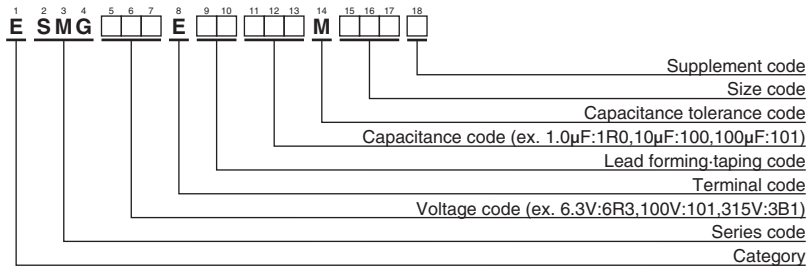 1 2 3 4 5 6 7 8 9 10 11 12 13 14 15 16 17 18
E SMG E M
Supplement code
Size code
Capacitance tolerance code
Capacitance code (ex. 1.0µF:1R0,10µF:100,100µF:101)
Lead forming·taping code
Terminal code
Voltage code (ex. 6.3V:6R3,100V:101,315V:3B1)
Series code
Category